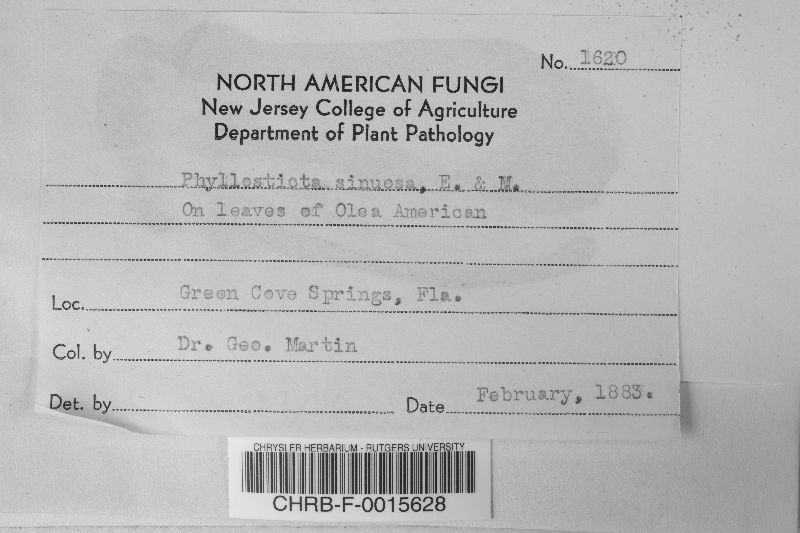 No. 1620
NORTH AMERICAN FUNGI
New Jersey College of Agriculture
Department of Plant Pathology
Phyllosticta sinuosa, E. & M.
On leaves of Olea American
Loc. Green Cove Springs, Fla.
Col. by Dr. Geo. Martin
Det. by Date February, 1883.
CHRYSLER HERBARIUM - RUTGERS UNIVERSITY
CHRB-F-0015628